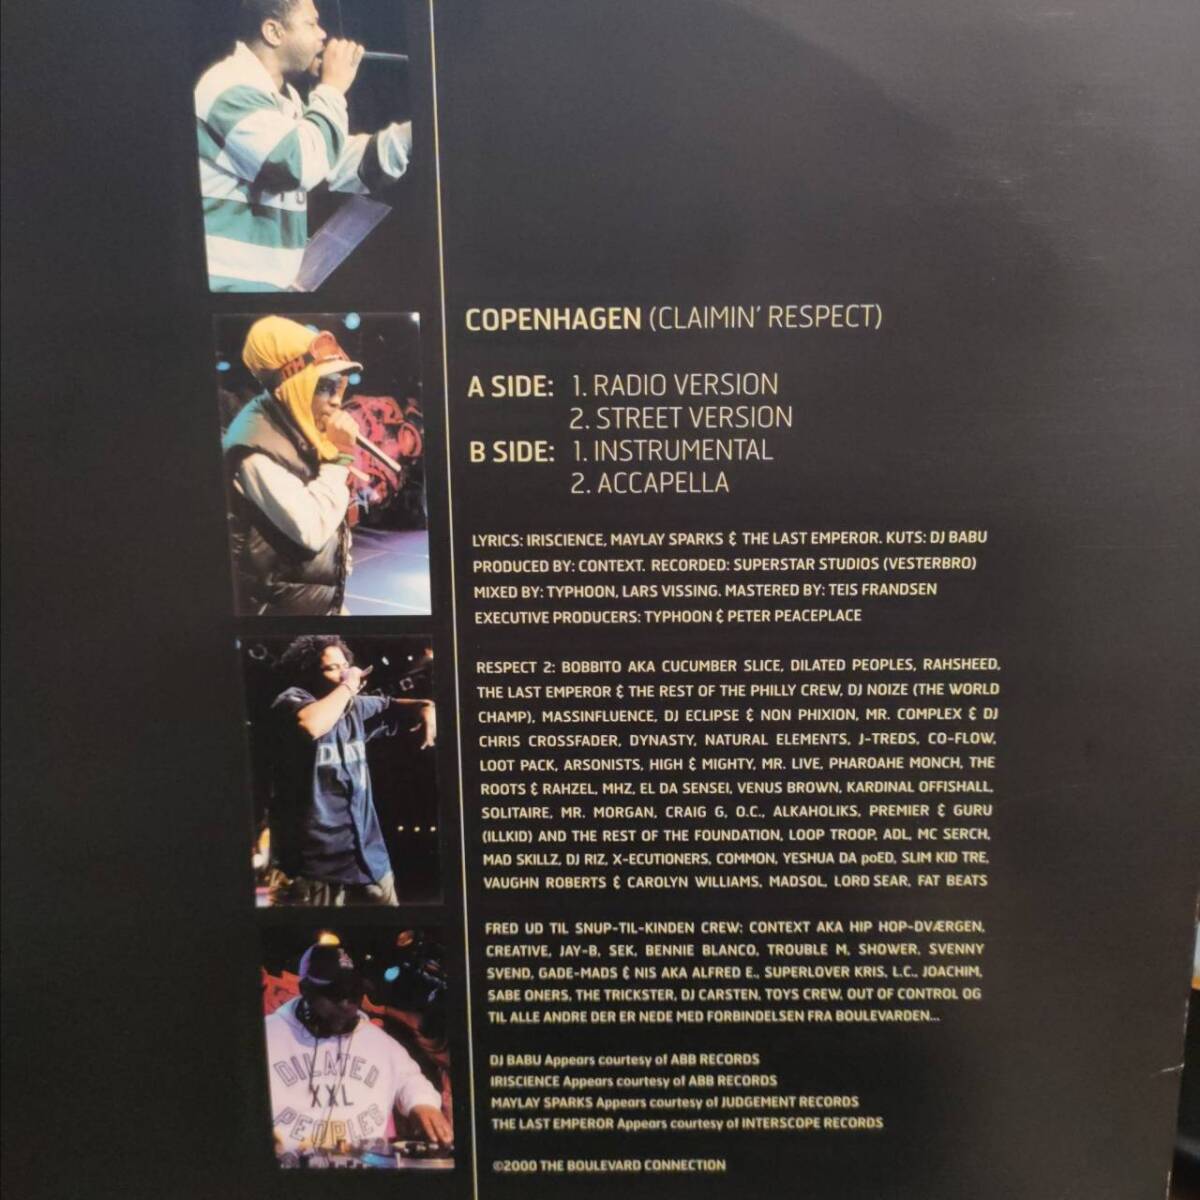 COPENHAGEN (CLAIMIN' RESPECT)
A SIDE: 1. RADIO VERSION
2. STREET VERSION
B SIDE: 1. INSTRUMENTAL
2. ACCAPELLA
LYRICS: IRISCIENCE, MAYLAY SPARKS & THE LAST EMPEROR. KUTS: DJ BABU
PRODUCED BY: CONTEXT. RECORDED: SUPERSTAR STUDIOS (VESTERBRO)
MIXED BY: TYPHOON, LARS VISSING. MASTERED BY: TEIS FRANDSEN
EXECUTIVE PRODUCERS: TYPHOON & PETER PEACEPLACE
RESPECT 2: BOBBITO AKA CUCUMBER SLICE, DILATED PEOPLES, RAHSHEED,
THE LAST EMPEROR & THE REST OF THE PHILLY CREW, DJ NOIZE (THE WORLD
CHAMP), MASSINFLUENCE, DJ ECLIPSE & NON PHIXION, MR. COMPLEX & DJ
CHRIS CROSSFADER, DYNASTY, NATURAL ELEMENTS, J-TREDS, CO-FLOW,
LOOT PACK, ARSONISTS, HIGH & MIGHTY, MR. LIVE, PHAROAHE MONCH, THE
ROOTS & RAHZEL, MHZ, EL DA SENSEI, VENUS BROWN, KARDINAL OFFISHALL,
SOLITAIRE, MR. MORGAN, CRAIG G, O.C., ALKAHOLIKS, PREMIER & GURU
(ILLKID) AND THE REST OF THE FOUNDATION, LOOP TROOP, ADL, MC SERCH,
MAD SKILLZ, DJ RIZ, X-ECUTIONERS, COMMON, YESHUA DA poED, SLIM KID TRE,
VAUGHN ROBERTS & CAROLYN WILLIAMS, MADSOL, LORD SEAR, FAT BEATS
FRED UD TIL SNUP-TIL-KINDEN CREW: CONTEXT AKA HIP HOP-DVÆRGEN,
CREATIVE, JAY-B, SEK, BENNIE BLANCO, TROUBLE M, SHOWER, SVENNY
SVEND, GADE-MADS & NIS AKA ALFRED E., SUPERLOVER KRIS, L.C., JOACHIM,
SABE ONERS, THE TRICKSTER, DJ CARSTEN, TOYS CREW, OUT OF CONTROL OG
TIL ALLE ANDRE DER ER NEDE MED FORBINDELSEN FRA BOULEVARDEN...
DJ BABU Appears courtesy of ABB RECORDS
IRISCIENCE Appears courtesy of ABB RECORDS
MAYLAY SPARKS Appears courtesy of JUDGEMENT RECORDS
THE LAST EMPEROR Appears courtesy of INTERSCOPE RECORDS
©2000 THE BOULEVARD CONNECTION
DILATED
XXL
PEOPLES